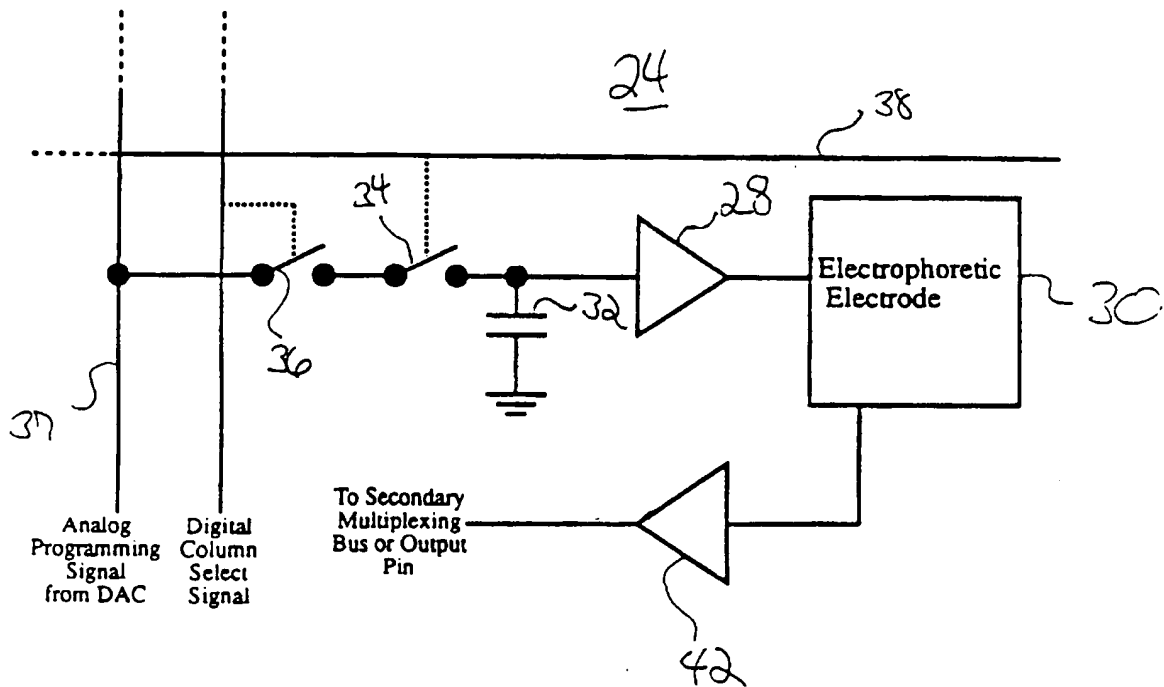 24
38
34
28
Electrophoretic
Electrode
30
32
36
37
To Secondary
Multiplexing
Bus or Output
Pin
Analog
Programming
Signal
from DAC
Digital
Column
Select
Signal
42